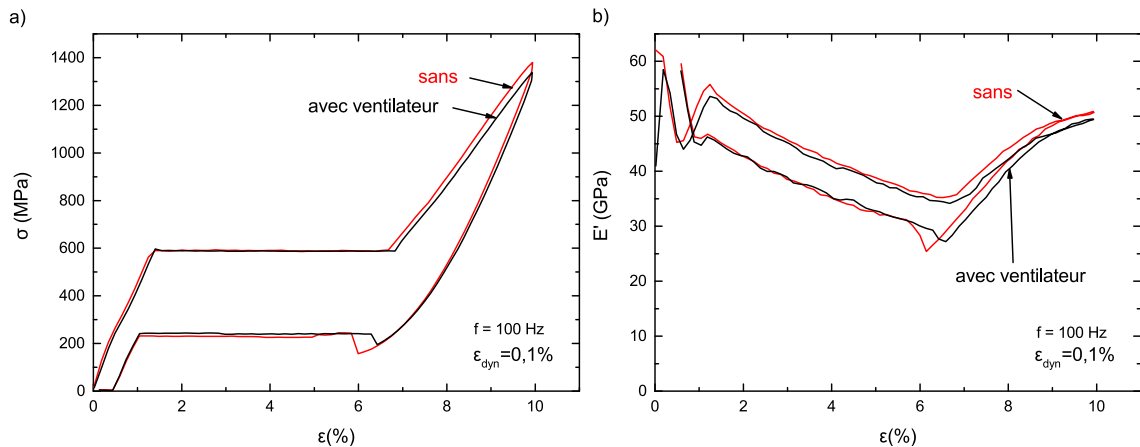 a)
1400
1200
1000
800
600
400
200
0
σ (MPa)
sans
avec ventilateur
f = 100 Hz
εdyn=0,1%
0 2 4 6 8 10
ε(%)
b)
60
50
40
30
20
10
0
E' (GPa)
sans
avec ventilateur
f = 100 Hz
εdyn=0,1%
0 2 4 6 8 10
ε(%)